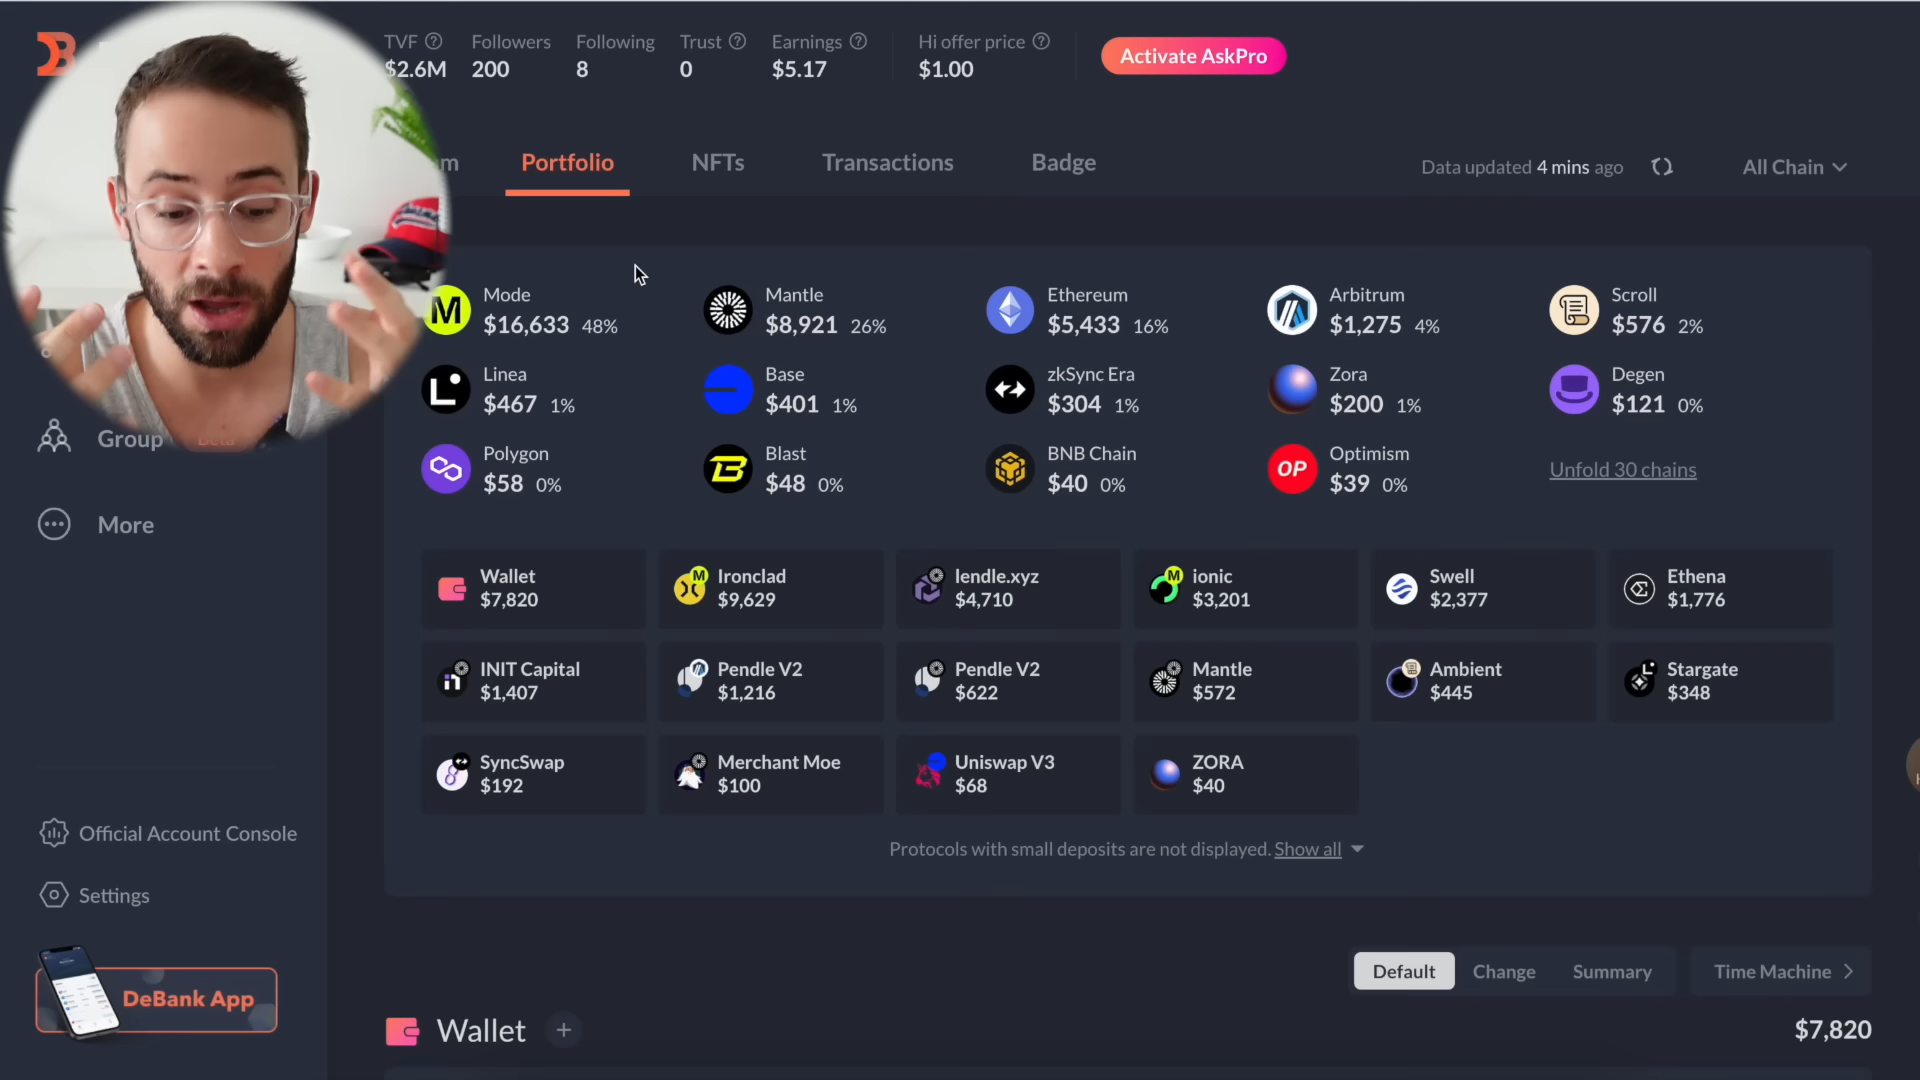 TVF
$2.6M
Followers
200
Following
8
Trust
0
Earnings
$5.17
Hi offer price
$1.00
Activate AskPro
Portfolio
NFTs
Transactions
Badge
Data updated 4 mins ago
All Chain
Mode
$16,633 48%
Mantle
$8,921 26%
Ethereum
$5,433 16%
Arbitrum
$1,275 4%
Scroll
$576 2%
Linea
$467 1%
Base
$401 1%
zkSync Era
$304 1%
Zora
$200 1%
Degen
$121 0%
Polygon
$58 0%
Blast
$48 0%
BNB Chain
$40 0%
OP
Optimism
$39 0%
Unfold 30 chains
Group Beta
More
Wallet
$7,820
Ironclad
$9,629
lendle.xyz
$4,710
ionic
$3,201
Swell
$2,377
Ethena
$1,776
INIT Capital
$1,407
Pendle V2
$1,216
Pendle V2
$622
Mantle
$572
Ambient
$445
Stargate
$348
SyncSwap
$192
Merchant Moe
$100
Uniswap V3
$68
ZORA
$40
Protocols with small deposits are not displayed. Show all
Official Account Console
Settings
DeBank App
Default
Change
Summary
Time Machine
Wallet +
$7,820